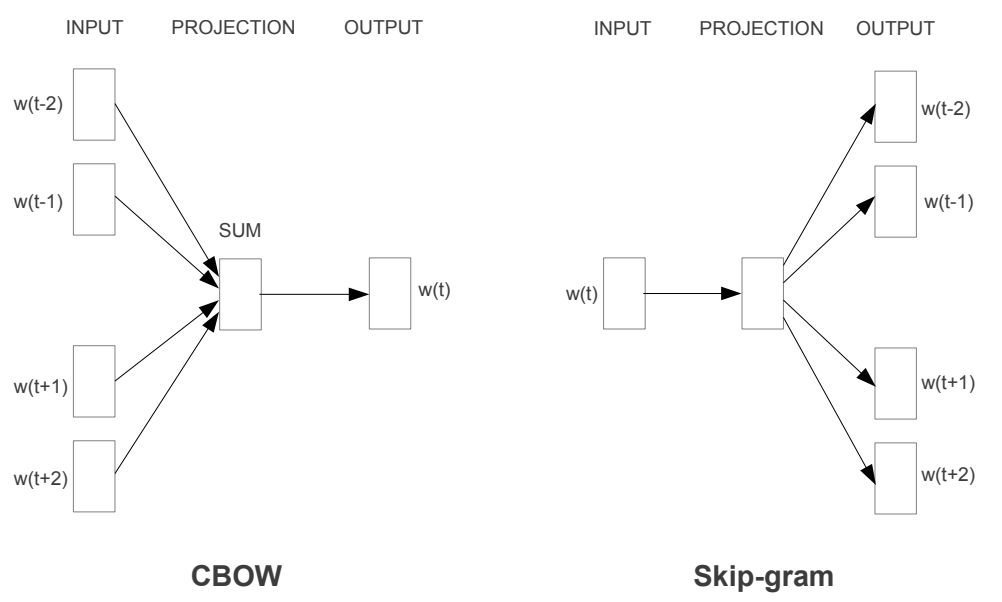 INPUT PROJECTION OUTPUT
w(t-2)
w(t-1)
SUM
w(t)
w(t+1)
w(t+2)
CBOW
INPUT PROJECTION OUTPUT
w(t-2)
w(t-1)
w(t)
w(t+1)
w(t+2)
Skip-gram